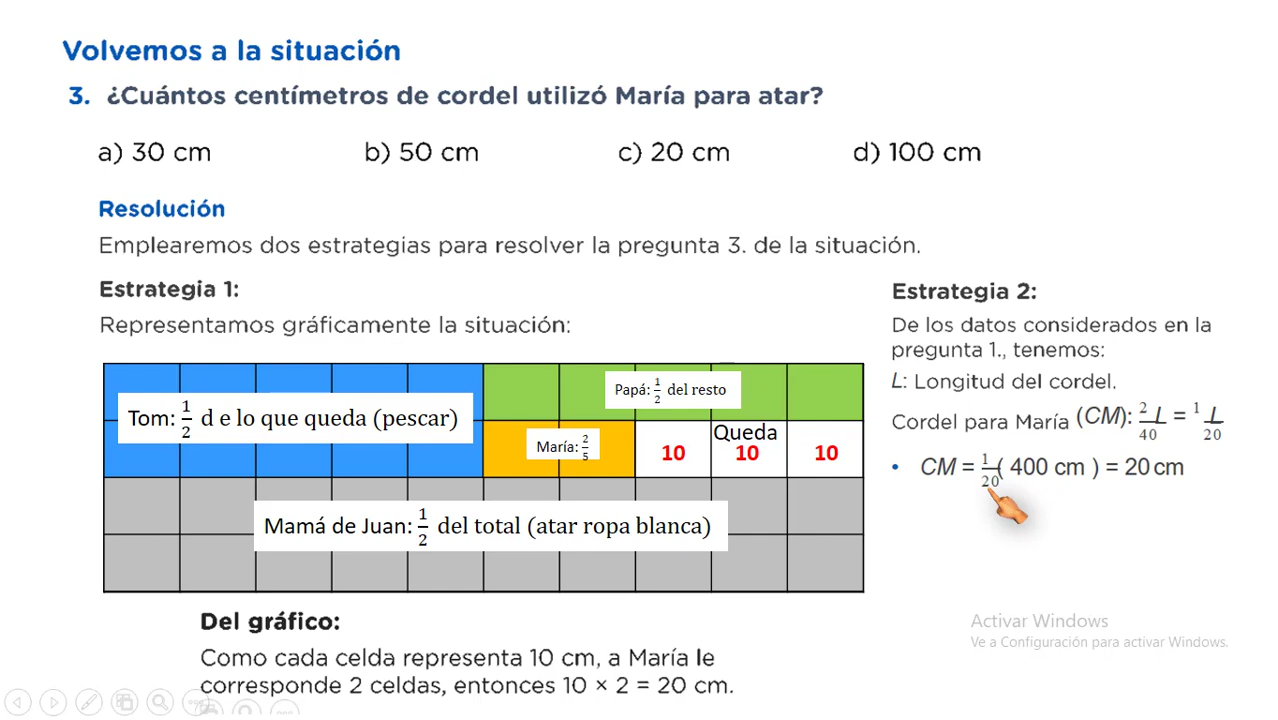 Volvemos a la situación
3. ¿Cuántos centímetros de cordel utilizó María para atar?
a) 30 cm b) 50 cm c) 20 cm d) 100 cm
Resolución
Emplearemos dos estrategias para resolver la pregunta 3. de la situación.
Estrategia 1:
Representamos gráficamente la situación:
Papá: 1/2 del resto
Tom: 1/2 d e lo que queda (pescar)
María: 2/5
Queda
10 10 10
Mamá de Juan: 1/2 del total (atar ropa blanca)
Del gráfico:
Como cada celda representa 10 cm, a María le
corresponde 2 celdas, entonces 10 × 2 = 20 cm.
Estrategia 2:
De los datos considerados en la
pregunta 1., tenemos:
L: Longitud del cordel.
Cordel para María (CM): 2/40 L = 1/20 L
• CM = 1/20 ( 400 cm ) = 20 cm
Activar Windows
Ve a Configuración para activar Windows.